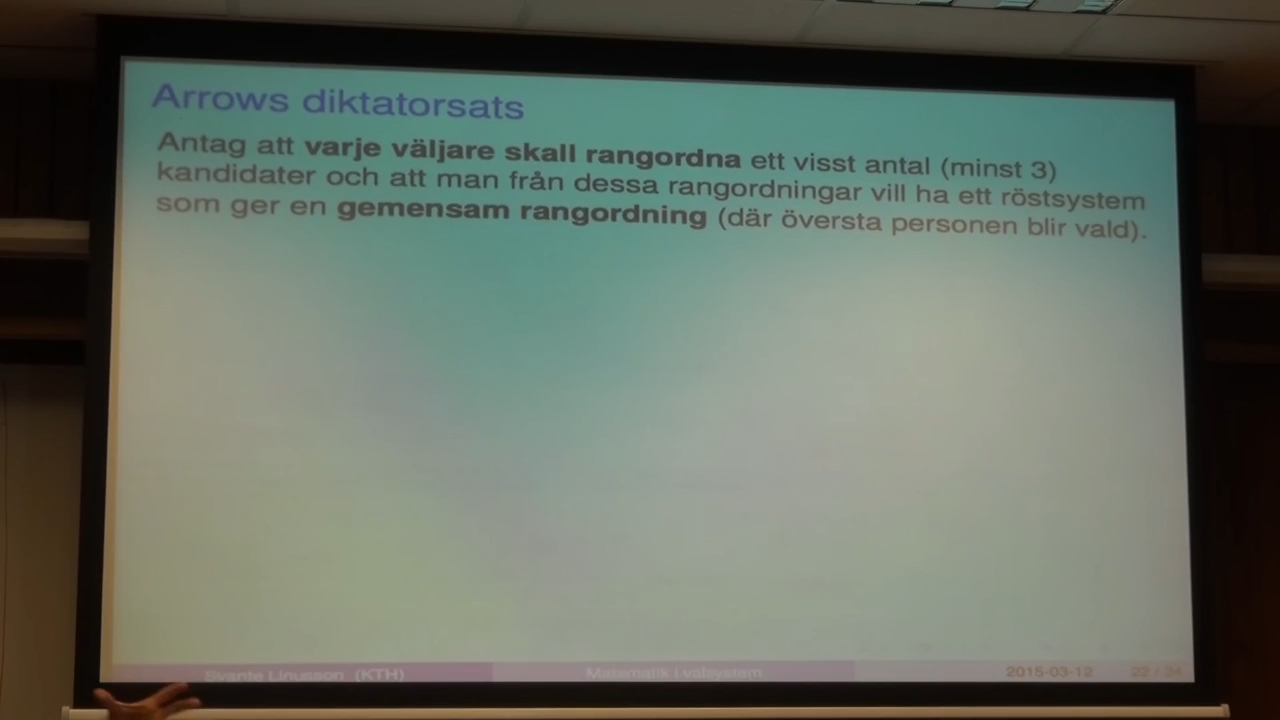 Arrows diktatorsats
Antag att varje väljare skall rangordna ett visst antal (minst 3)
kandidater och att man från dessa rangordningar vill ha ett röstsystem
som ger en gemensam rangordning (där översta personen blir vald).
Svante Linusson (KTH)
Matematik i valsystem
2015-03-12
22 / 34